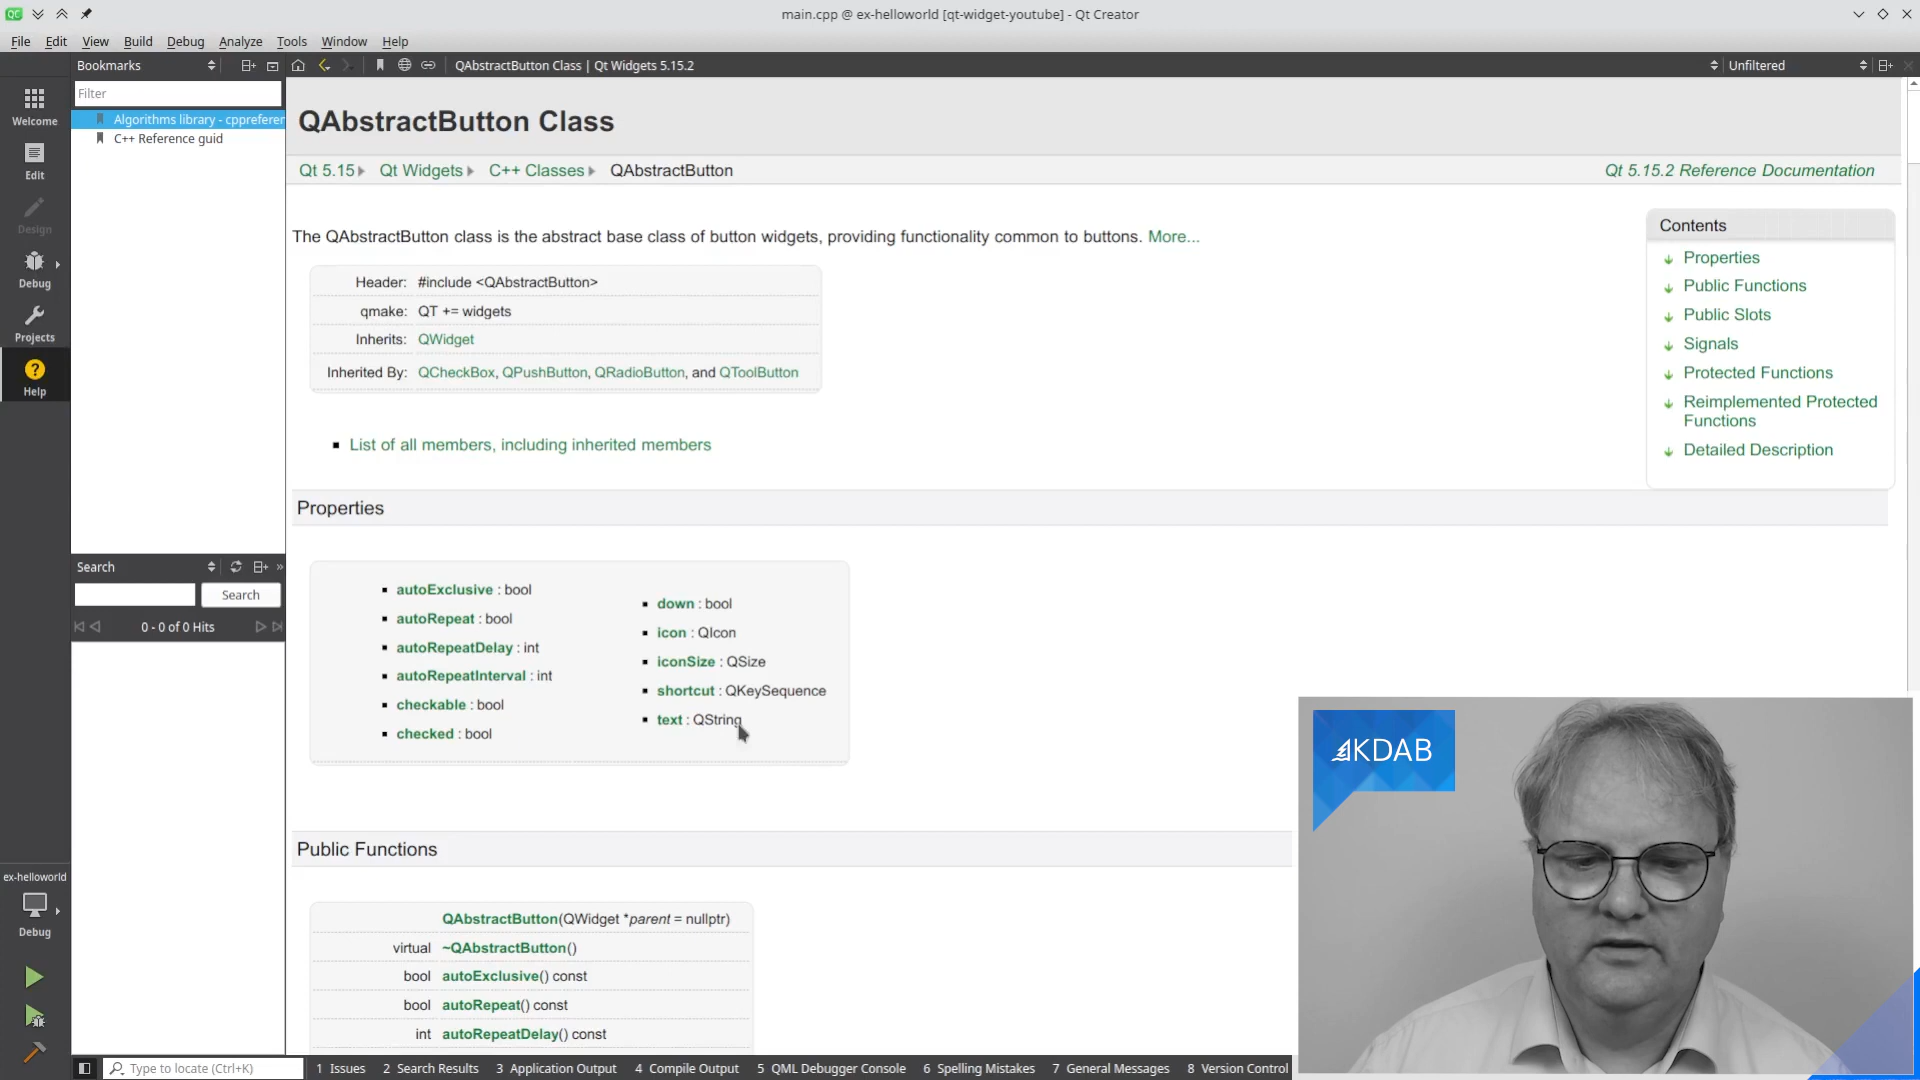 main.cpp @ ex-helloworld [qt-widget-youtube] - Qt Creator
File Edit View Build Debug Analyze Tools Window Help
Bookmarks
QAbstractButton Class | Qt Widgets 5.15.2
Unfiltered
Filter
Algorithms library - cppreferen
C++ Reference guid
Welcome
Edit
Design
Debug
Projects
Help
QAbstractButton Class
Qt 5.15 Qt Widgets C++ Classes QAbstractButton
Qt 5.15.2 Reference Documentation
The QAbstractButton class is the abstract base class of button widgets, providing functionality common to buttons. More...
Header: #include <QAbstractButton>
qmake: QT += widgets
Inherits: QWidget
Inherited By: QCheckBox, QPushButton, QRadioButton, and QToolButton
Contents
Properties
Public Functions
Public Slots
Signals
Protected Functions
Reimplemented Protected
Functions
Detailed Description
List of all members, including inherited members
Properties
autoExclusive : bool
autoRepeat : bool
autoRepeatDelay : int
autoRepeatInterval : int
checkable : bool
checked : bool
down : bool
icon : QIcon
iconSize : QSize
shortcut : QKeySequence
text : QString
Public Functions
QAbstractButton(QWidget *parent = nullptr)
virtual ~QAbstractButton()
bool autoExclusive() const
bool autoRepeat() const
int autoRepeatDelay() const
Search
Search
0 - 0 of 0 Hits
ex-helloworld
Debug
KDAB
Type to locate (Ctrl+K)
1 Issues 2 Search Results 3 Application Output 4 Compile Output 5 QML Debugger Console 6 Spelling Mistakes 7 General Messages 8 Version Control